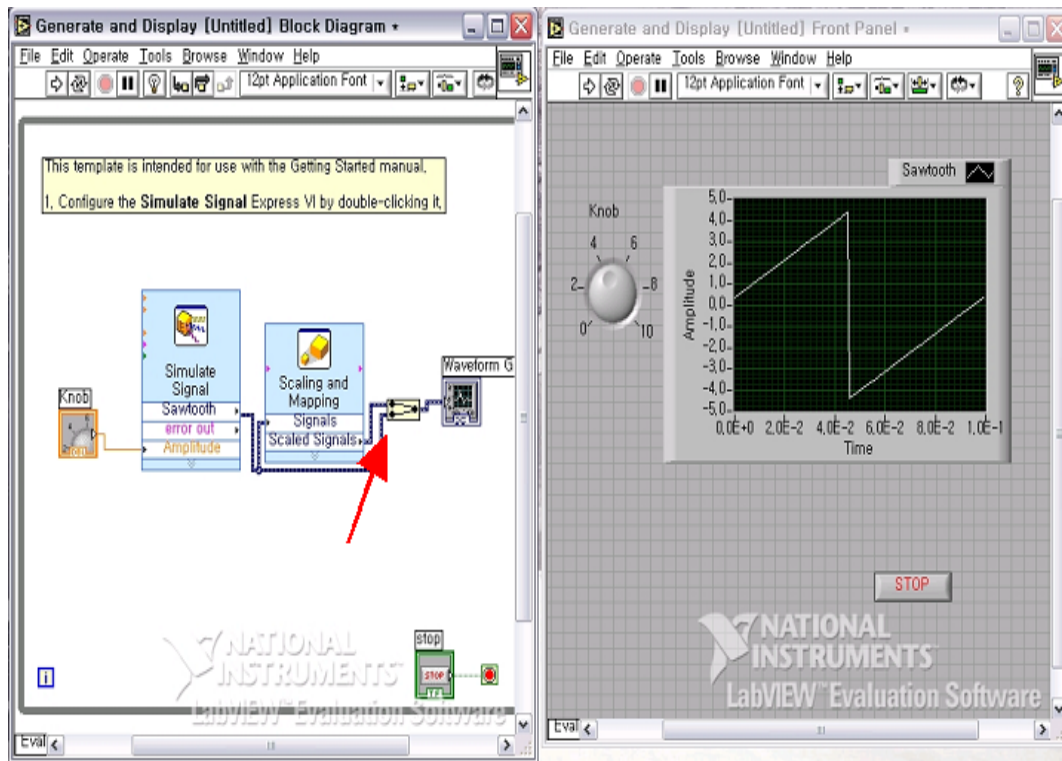 Generate and Display [Untitled] Block Diagram *
File Edit Operate Tools Browse Window Help
12pt Application Font
This template is intended for use with the Getting Started manual,
1, Configure the Simulate Signal Express VI by double-clicking it,
Simulate
Signal
Sawtooth
error out
Amplitude
Knob
Scaling and
Mapping
Signals
Scaled Signals
Waveform G
stop
STOP
TF
i
NATIONAL
INSTRUMENTS
LabVIEW™ Evaluation Software
Eval
Generate and Display [Untitled] Front Panel *
File Edit Operate Tools Browse Window Help
12pt Application Font
Sawtooth
Knob
0
2
4
6
8
10
Amplitude
5,0
4,0
3,0
2,0
1,0
0,0
-1,0
-2,0
-3,0
-4,0
-5,0
0,0E+0 2,0E-2 4,0E-2 6,0E-2 8,0E-2 1,0E-1
Time
STOP
NATIONAL
INSTRUMENTS
LabVIEW™ Evaluation Software
Eval